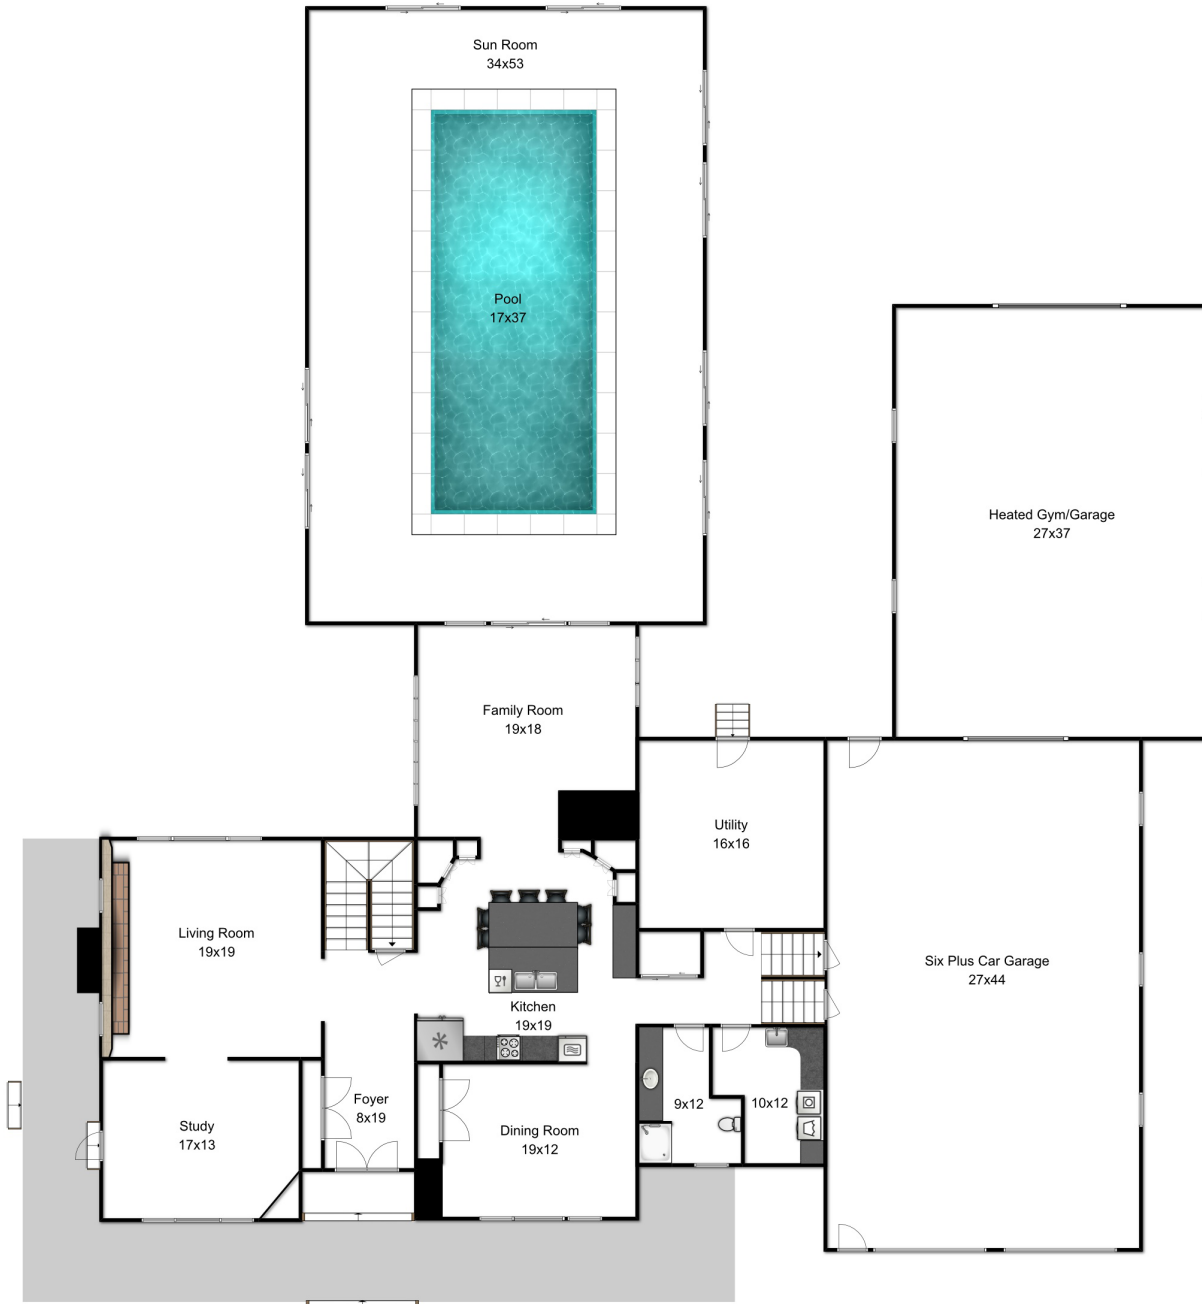 Sun Room
34x53
Pool
17x37
Heated Gym/Garage
27x37
Family Room
19x18
Utility
16x16
Living Room
19x19
Six Plus Car Garage
27x44
Kitchen
19x19
Foyer
8x19
9x12
10x12
Study
17x13
Dining Room
19x12